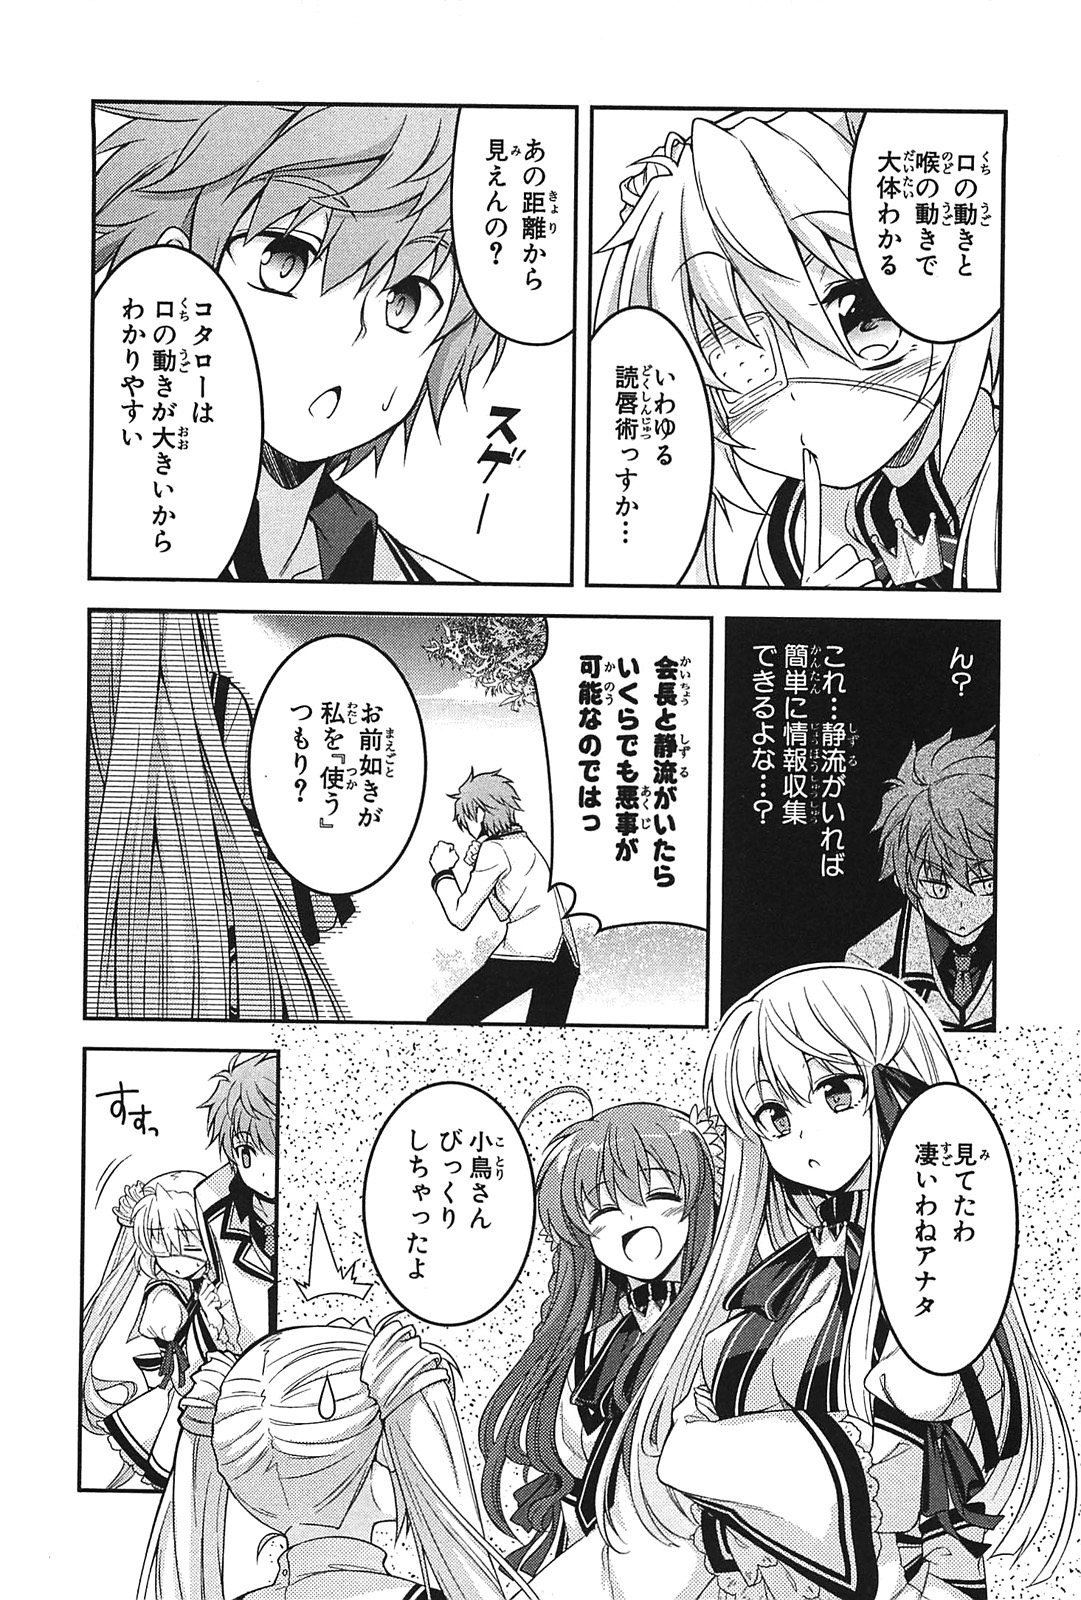 口の動きと
喉の動きで
大体わかる
いわゆる
読唇術っすか…
あの距離から
見えんの？
スゲー
コタローは
口の動きが大きいから
わかりやすい
ん？
これ…静流がいれば
簡単に情報収集
できるよな…？
会長と静流がいたら
いくらでも悪事が
可能なのではっ
お前如きが
私を『使う』
つもり？
見てたわ
凄いわねアナタ
小鳥さん
びっくり
しちゃったよ
すすっ